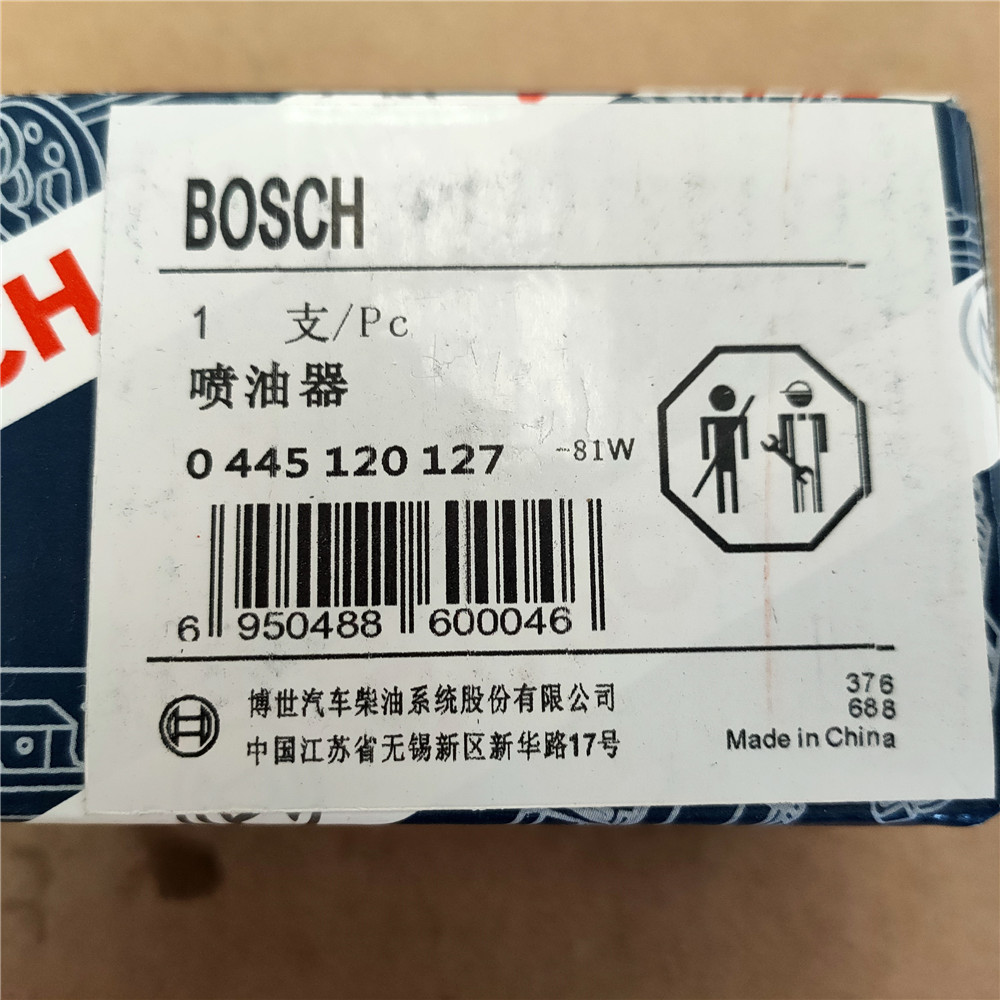 BOSCH
CH
1 支/Pc
喷油器
0 445 120 127 -81W
6 950488 600046
博世汽车柴油系统股份有限公司
中国江苏省无锡新区新华路17号
376
688
Made in China